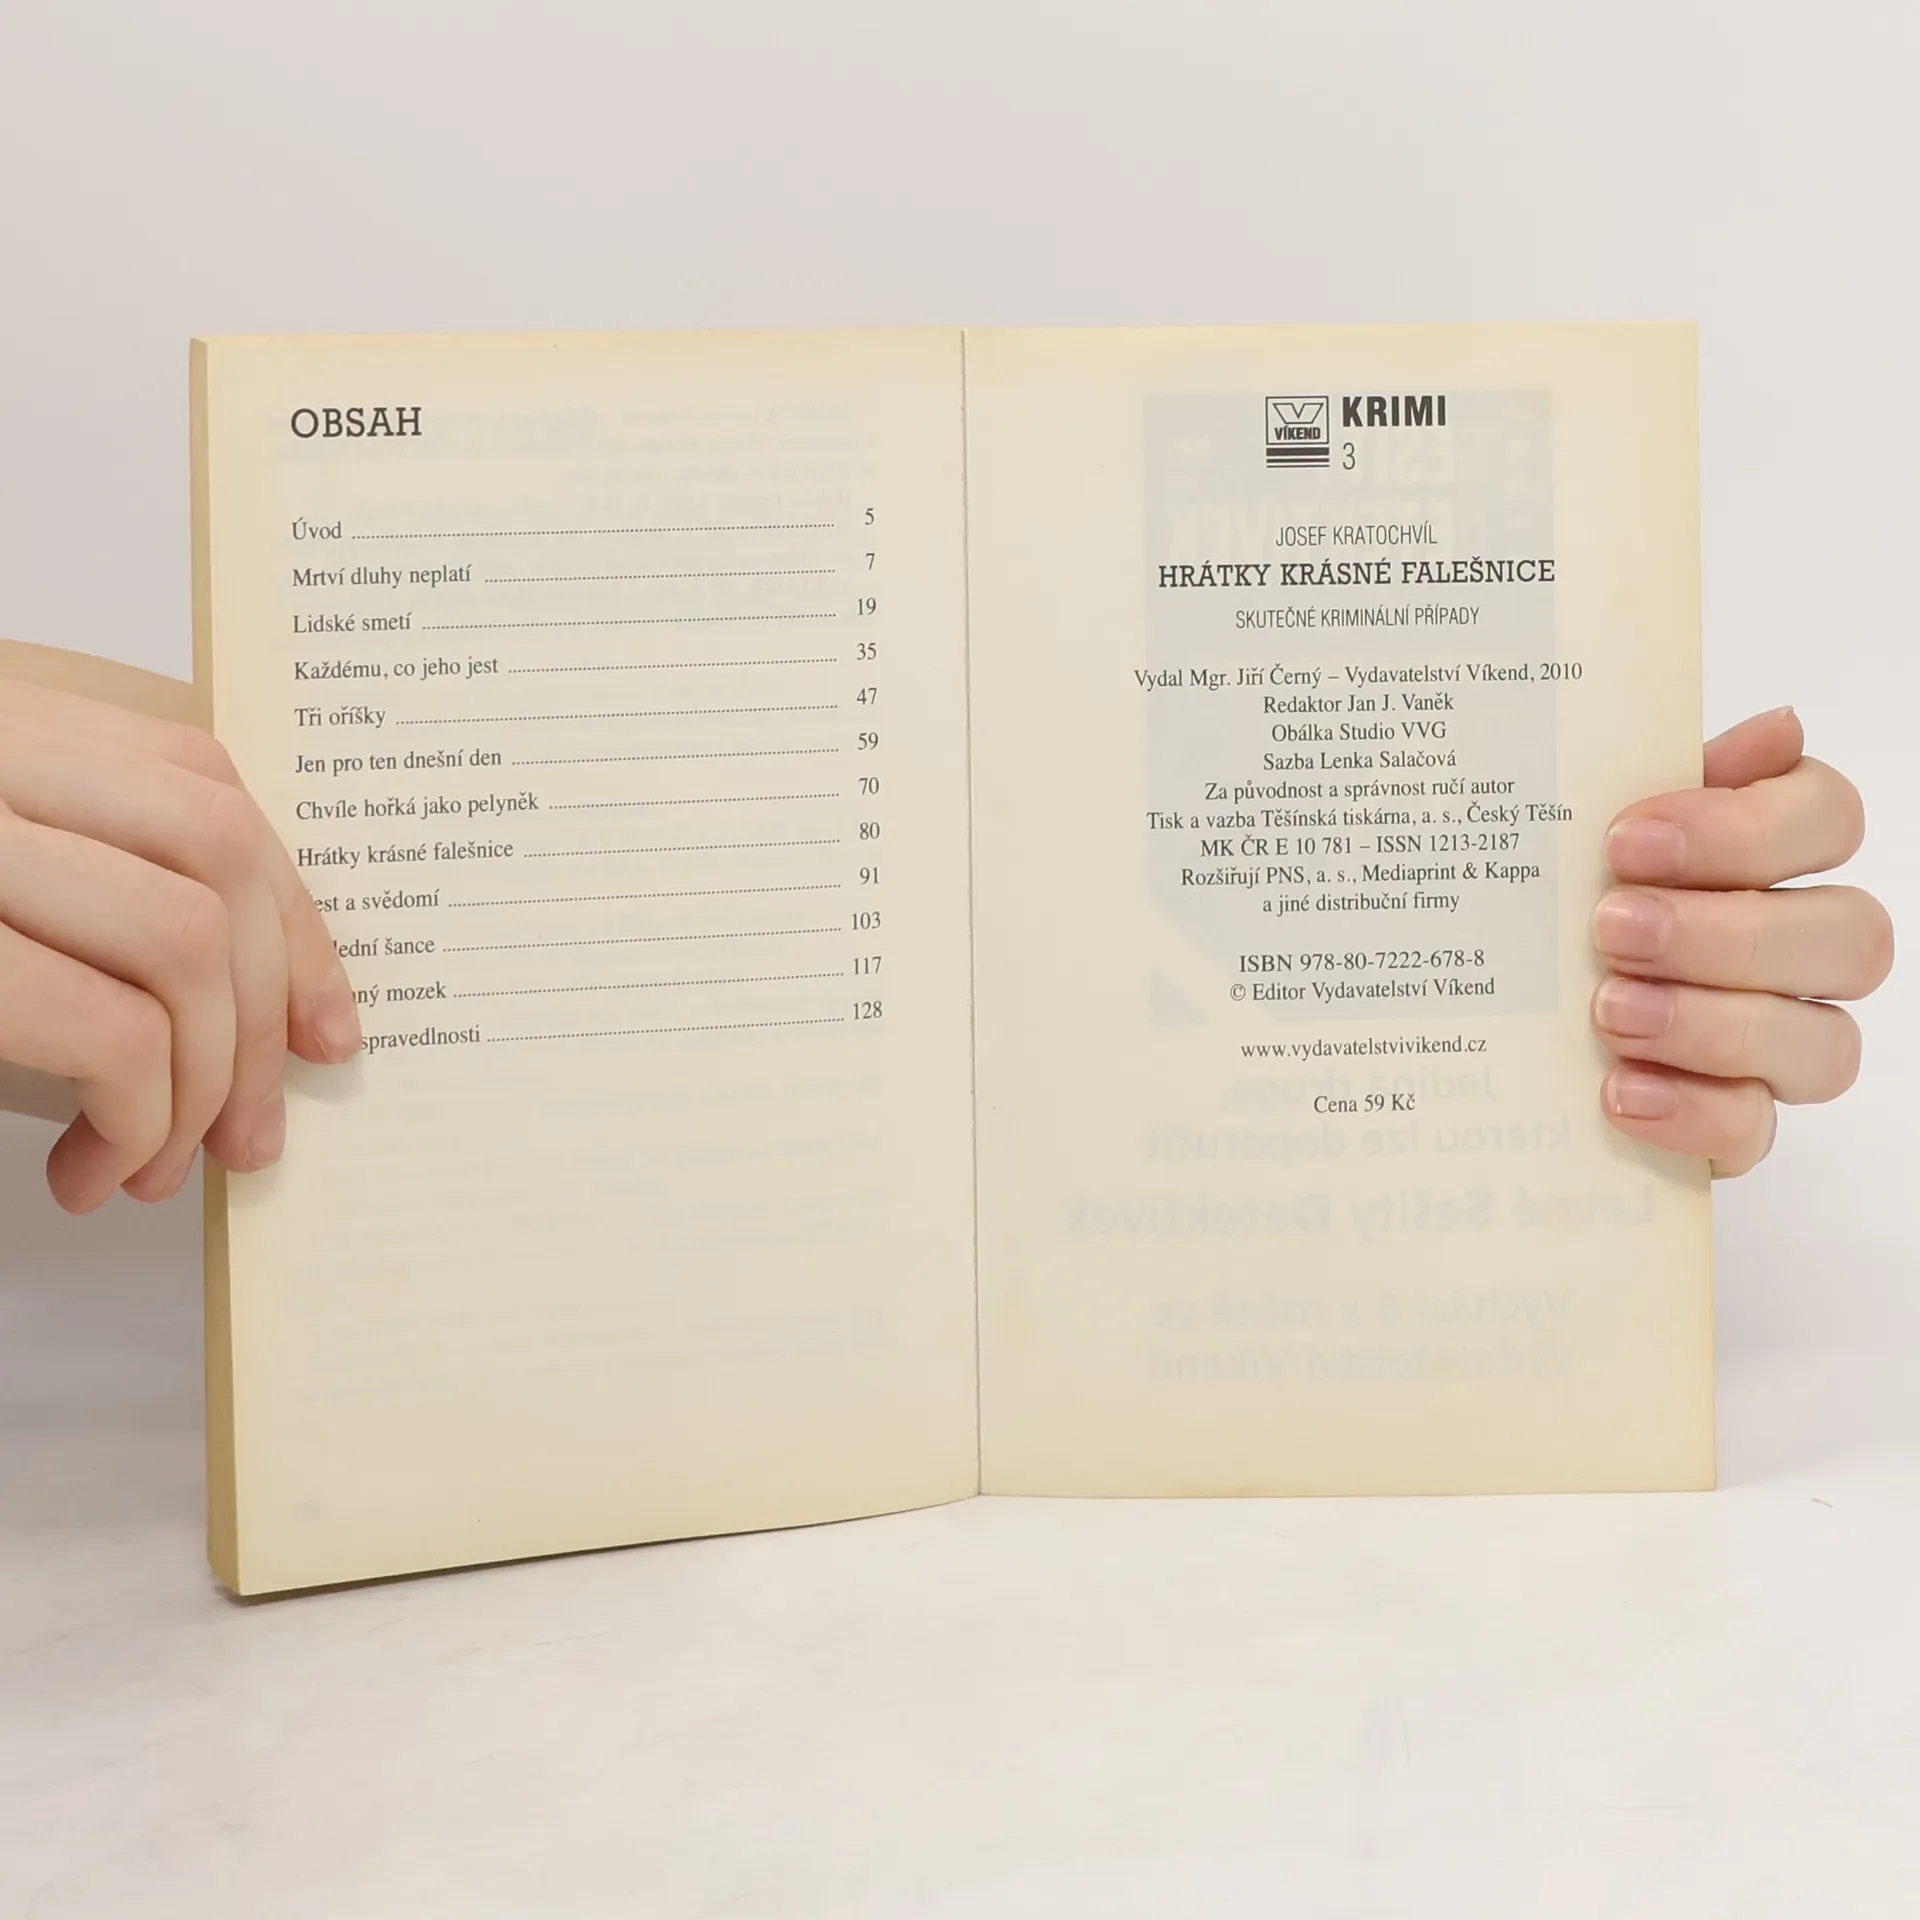 OBSAH
Úvod 5
Mrtví dluhy neplatí 7
Lidské smetí 19
Každému, co jeho jest 35
Tři oříšky 47
Jen pro ten dnešní den 59
Chvíle hořká jako pelyněk 70
Hrátky krásné falešnice 80
a svědomí 91
šance 103
mozek 117
spravedlnosti 128
VÍKEND
KRIMI
3
JOSEF KRATOCHVÍL
HRÁTKY KRÁSNÉ FALEŠNICE
SKUTEČNÉ KRIMINÁLNÍ PŘÍPADY
Vydal Mgr. Jiří Černý – Vydavatelství Víkend, 2010
Redaktor Jan J. Vaněk
Obálka Studio VVG
Sazba Lenka Salačová
Za původnost a správnost ručí autor
Tisk a vazba Těšínská tiskárna, a. s., Český Těšín
MK ČR E 10 781 – ISSN 1213-2187
Rozšiřují PNS, a. s., Mediaprint & Kappa
a jiné distribuční firmy
ISBN 978-80-7222-678-8
© Editor Vydavatelství Víkend
www.vydavatelstvivikend.cz
Cena 59 Kč